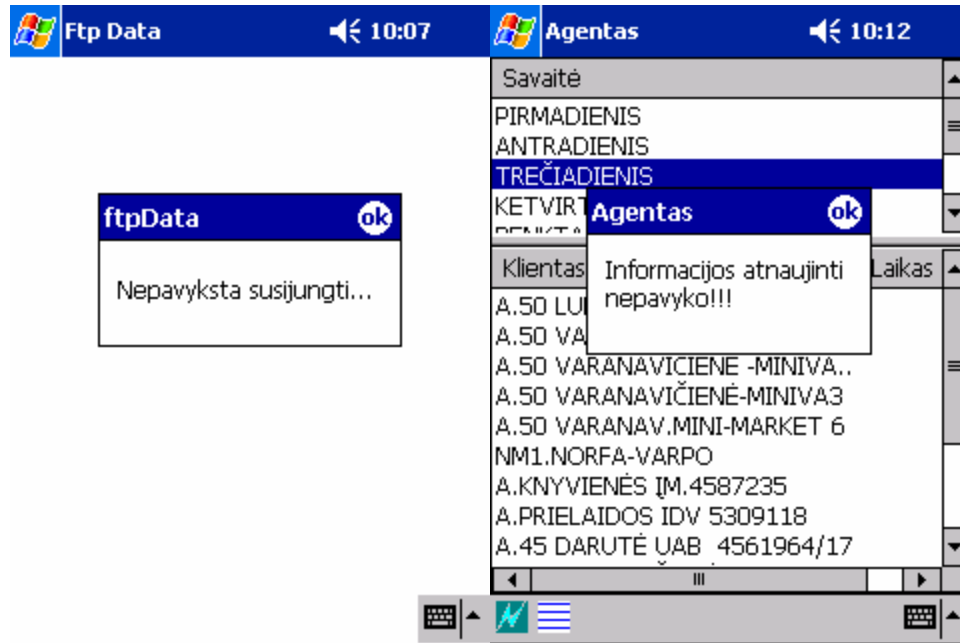 Ftp Data 10:07
ftpData ok
Nepavyksta susijungti...
Agentas 10:12
Savaitė
PIRMADIENIS
ANTRADIENIS
TREČIADIENIS
KETVIRT
Agentas ok
Informacijos atnaujinti
nepavyko!!!
Klientas Laikas
A.50 LU
A.50 VA
A.50 VARANAVIČIENĖ -MINIVA..
A.50 VARANAVIČIENĖ-MINIVA3
A.50 VARANAV.MINI-MARKET 6
NM1.NORFA-VARPO
A.KNYVIENĖS ĮM.4587235
A.PRIELAIDOS IDV 5309118
A.45 DARUTĖ UAB 4561964/17